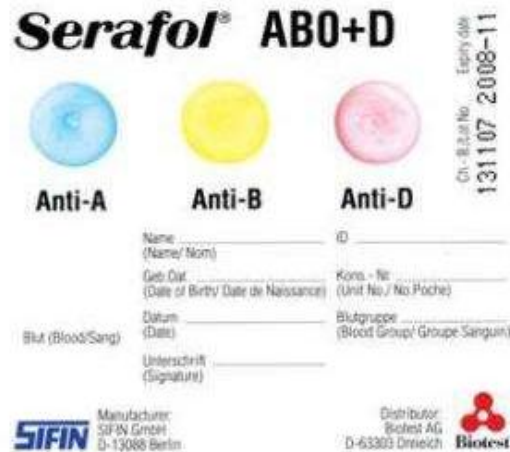 Serafol® AB0+D
Anti-A Anti-B Anti-D
Ch.-B./Lot No Expiry date
131107 2008-11
Name
(Name/ Nom)
ID
Geb Dat
(Date of Birth/ Date de Naissance)
Kons. - Nr
(Unit No./ No.Poche)
Datum
(Date)
Blutgruppe
(Blood Group/ Groupe Sanguin)
Blut (Blood/Sang)
Unterschrift
(Signature)
SIFIN
Manufacturer:
SIFIN GmbH
D-13088 Berlin
Distributor:
Biotest AG
D-63303 Dreieich
Biotest